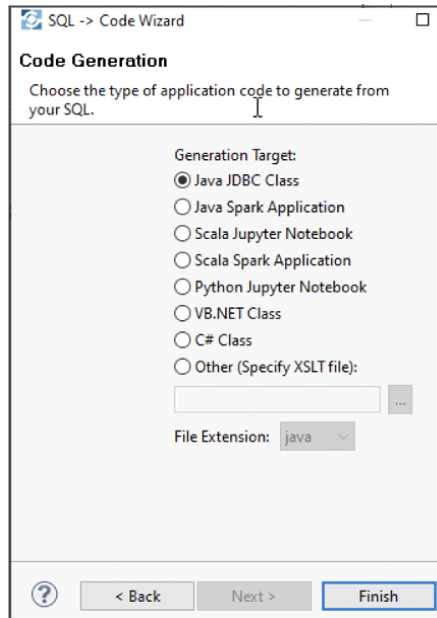 SQL -> Code Wizard
Code Generation
Choose the type of application code to generate from
your SQL.
Generation Target:
Java JDBC Class
Java Spark Application
Scala Jupyter Notebook
Scala Spark Application
Python Jupyter Notebook
VB.NET Class
C# Class
Other (Specify XSLT file):
...
File Extension: java
? < Back Next > Finish